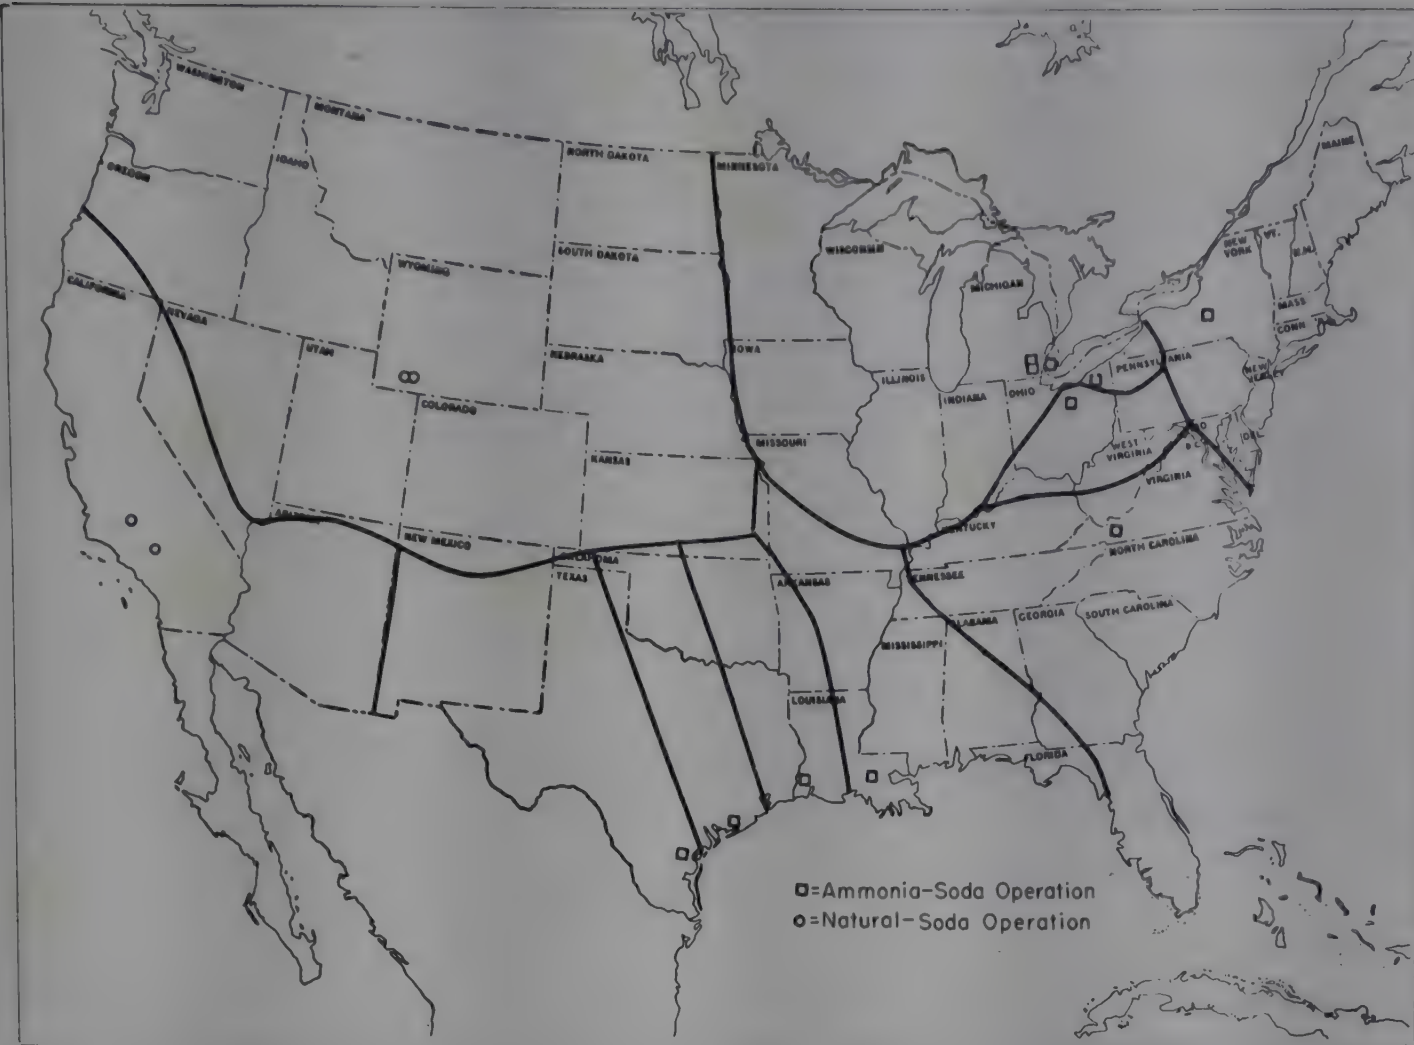 WASHINGTON
MONTANA
NORTH DAKOTA
MINNESOTA
MAINE
OREGON
IDAHO
SOUTH DAKOTA
WISCONSIN
MICHIGAN
NEW
YORK
VT.
N.H.
MASS
CONN
WYOMING
CALIFORNIA
NEVADA
UTAH
NEBRASKA
IOWA
ILLINOIS
INDIANA
OHIO
PENNSYLVANIA
NEW
JERSEY
COLORADO
KANSAS
MISSOURI
WEST
VIRGINIA
VIRGINIA
D C
DEL
KENTUCKY
ARIZONA
NEW MEXICO
OKLAHOMA
TEXAS
ARKANSAS
TENNESSEE
NORTH CAROLINA
SOUTH CAROLINA
GEORGIA
ALABAMA
MISSISSIPPI
LOUISIANA
FLORIDA
=Ammonia-Soda Operation
=Natural-Soda Operation